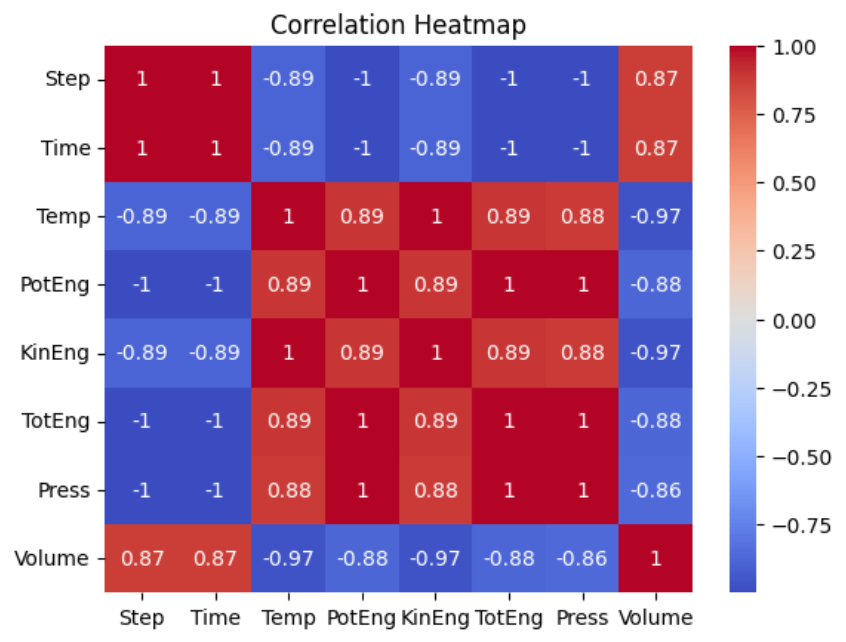 Correlation Heatmap
Step 1 1 -0.89 -1 -0.89 -1 -1 0.87
Time 1 1 -0.89 -1 -0.89 -1 -1 0.87
Temp -0.89 -0.89 1 0.89 1 0.89 0.88 -0.97
PotEng -1 -1 0.89 1 0.89 1 1 -0.88
KinEng -0.89 -0.89 1 0.89 1 0.89 0.88 -0.97
TotEng -1 -1 0.89 1 0.89 1 1 -0.88
Press -1 -1 0.88 1 0.88 1 1 -0.86
Volume 0.87 0.87 -0.97 -0.88 -0.97 -0.88 -0.86 1
Step Time Temp PotEng KinEng TotEng Press Volume
1.00
0.75
0.50
0.25
0.00
−0.25
−0.50
−0.75